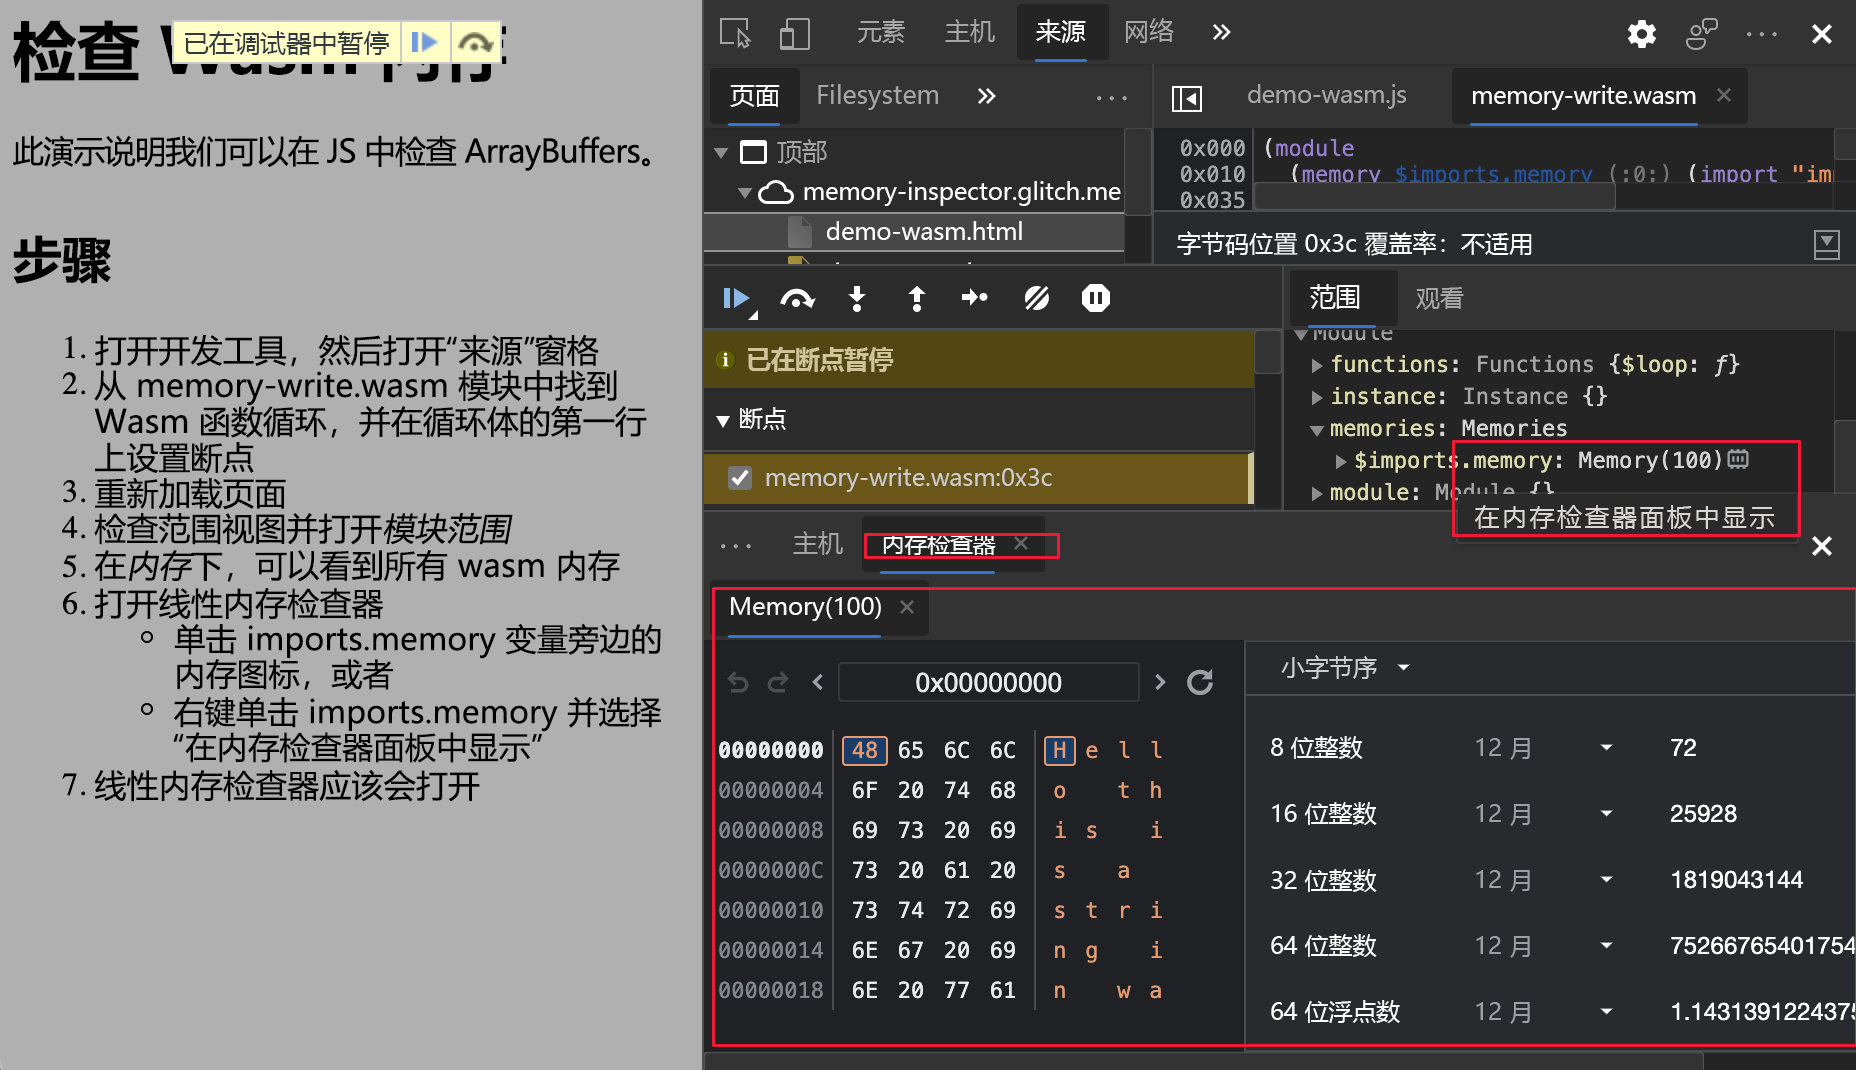 检查 Wasm 内存
已在调试器中暂停
此演示说明我们可以在 JS 中检查 ArrayBuffers。
步骤
1. 打开开发工具，然后打开“来源”窗格
2. 从 memory-write.wasm 模块中找到
Wasm 函数循环，并在循环体的第一行
上设置断点
3. 重新加载页面
4. 检查范围视图并打开模块范围
5. 在内存下，可以看到所有 wasm 内存
6. 打开线性内存检查器
◦ 单击 imports.memory 变量旁边的
内存图标，或者
◦ 右键单击 imports.memory 并选择
“在内存检查器面板中显示”
7. 线性内存检查器应该会打开
元素 主机 来源 网络
页面 Filesystem
顶部
memory-inspector.glitch.me
demo-wasm.html
demo-wasm.js memory-write.wasm
0x000 (module
0x010 (memory $imports.memory (;0;) (import "im
0x035
字节码位置 0x3c 覆盖率：不适用
已在断点暂停
断点
memory-write.wasm:0x3c
范围 观看
Module
functions: Functions {$loop: ƒ}
instance: Instance {}
memories: Memories
$imports.memory: Memory(100)
module: Module {}
在内存检查器面板中显示
主机 内存检查器
Memory(100)
0x00000000
00000000 48 65 6C 6C H e l l
00000004 6F 20 74 68 o t h
00000008 69 73 20 69 i s i
0000000C 73 20 61 20 s a
00000010 73 74 72 69 s t r i
00000014 6E 67 20 69 n g i
00000018 6E 20 77 61 n w a
小字节序
8 位整数 12 月 72
16 位整数 12 月 25928
32 位整数 12 月 1819043144
64 位整数 12 月 75266765401754
64 位浮点数 12 月 1.1431391224375